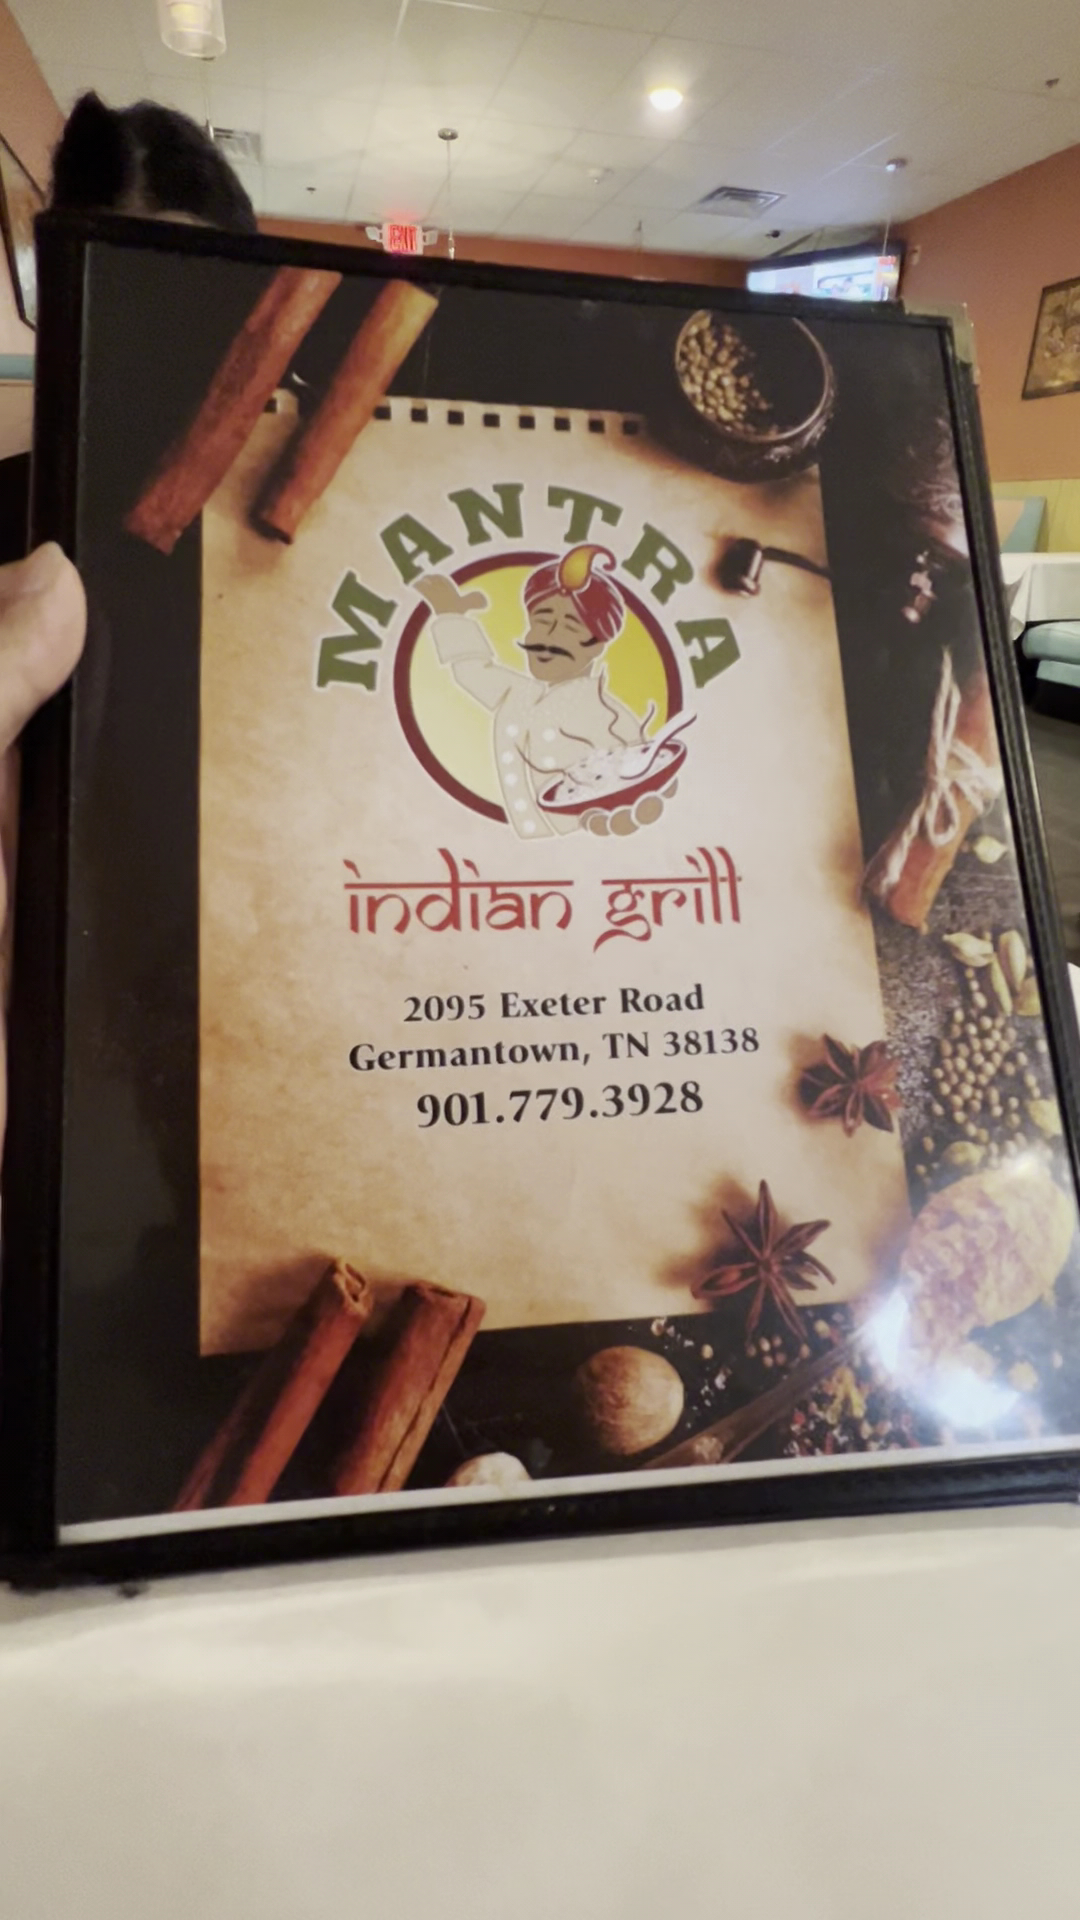 EXIT
MANTRA
indian grill
2095 Exeter Road
Germantown, TN 38138
901.779.3928